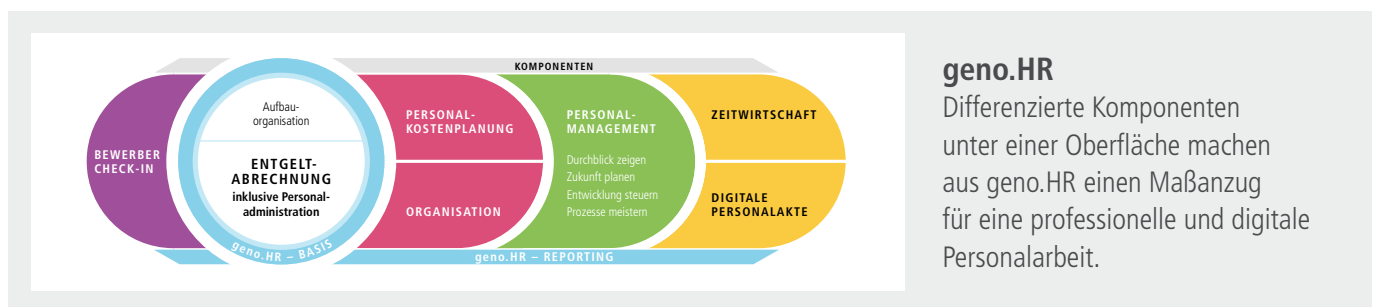 KOMPONENTEN
BEWERBER
CHECK-IN
Aufbau-
organisation
ENTGELT-
ABRECHNUNG
inklusive Personal-
administration
geno.HR – BASIS
PERSONAL-
KOSTENPLANUNG
ORGANISATION
PERSONAL-
MANAGEMENT
Durchblick zeigen
Zukunft planen
Entwicklung steuern
Prozesse meistern
ZEITWIRTSCHAFT
DIGITALE
PERSONALAKTE
geno.HR – REPORTING
geno.HR
Differenzierte Komponenten
unter einer Oberfläche machen
aus geno.HR einen Maßanzug
für eine professionelle und digitale
Personalarbeit.